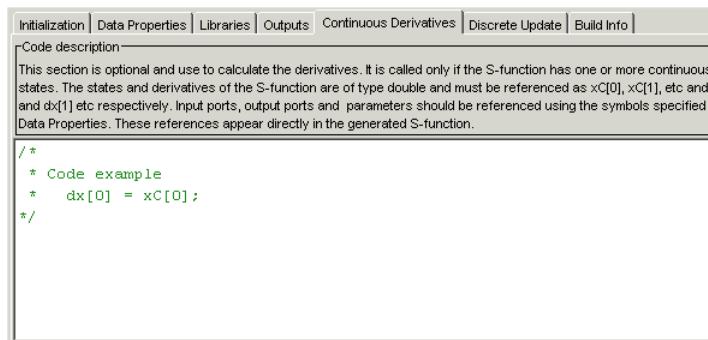 Initialization Data Properties Libraries Outputs Continuous Derivatives Discrete Update Build Info
Code description
This section is optional and use to calculate the derivatives. It is called only if the S-function has one or more continuous
states. The states and derivatives of the S-function are of type double and must be referenced as xC[0], xC[1], etc and
and dx[1] etc respectively. Input ports, output ports and parameters should be referenced using the symbols specified
Data Properties. These references appear directly in the generated S-function.
/*
* Code example
* dx[0] = xC[0];
*/